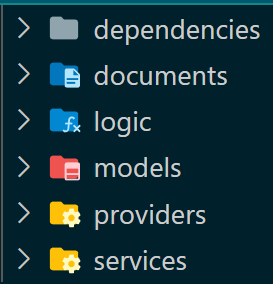 dependencies
documents
logic
models
providers
services